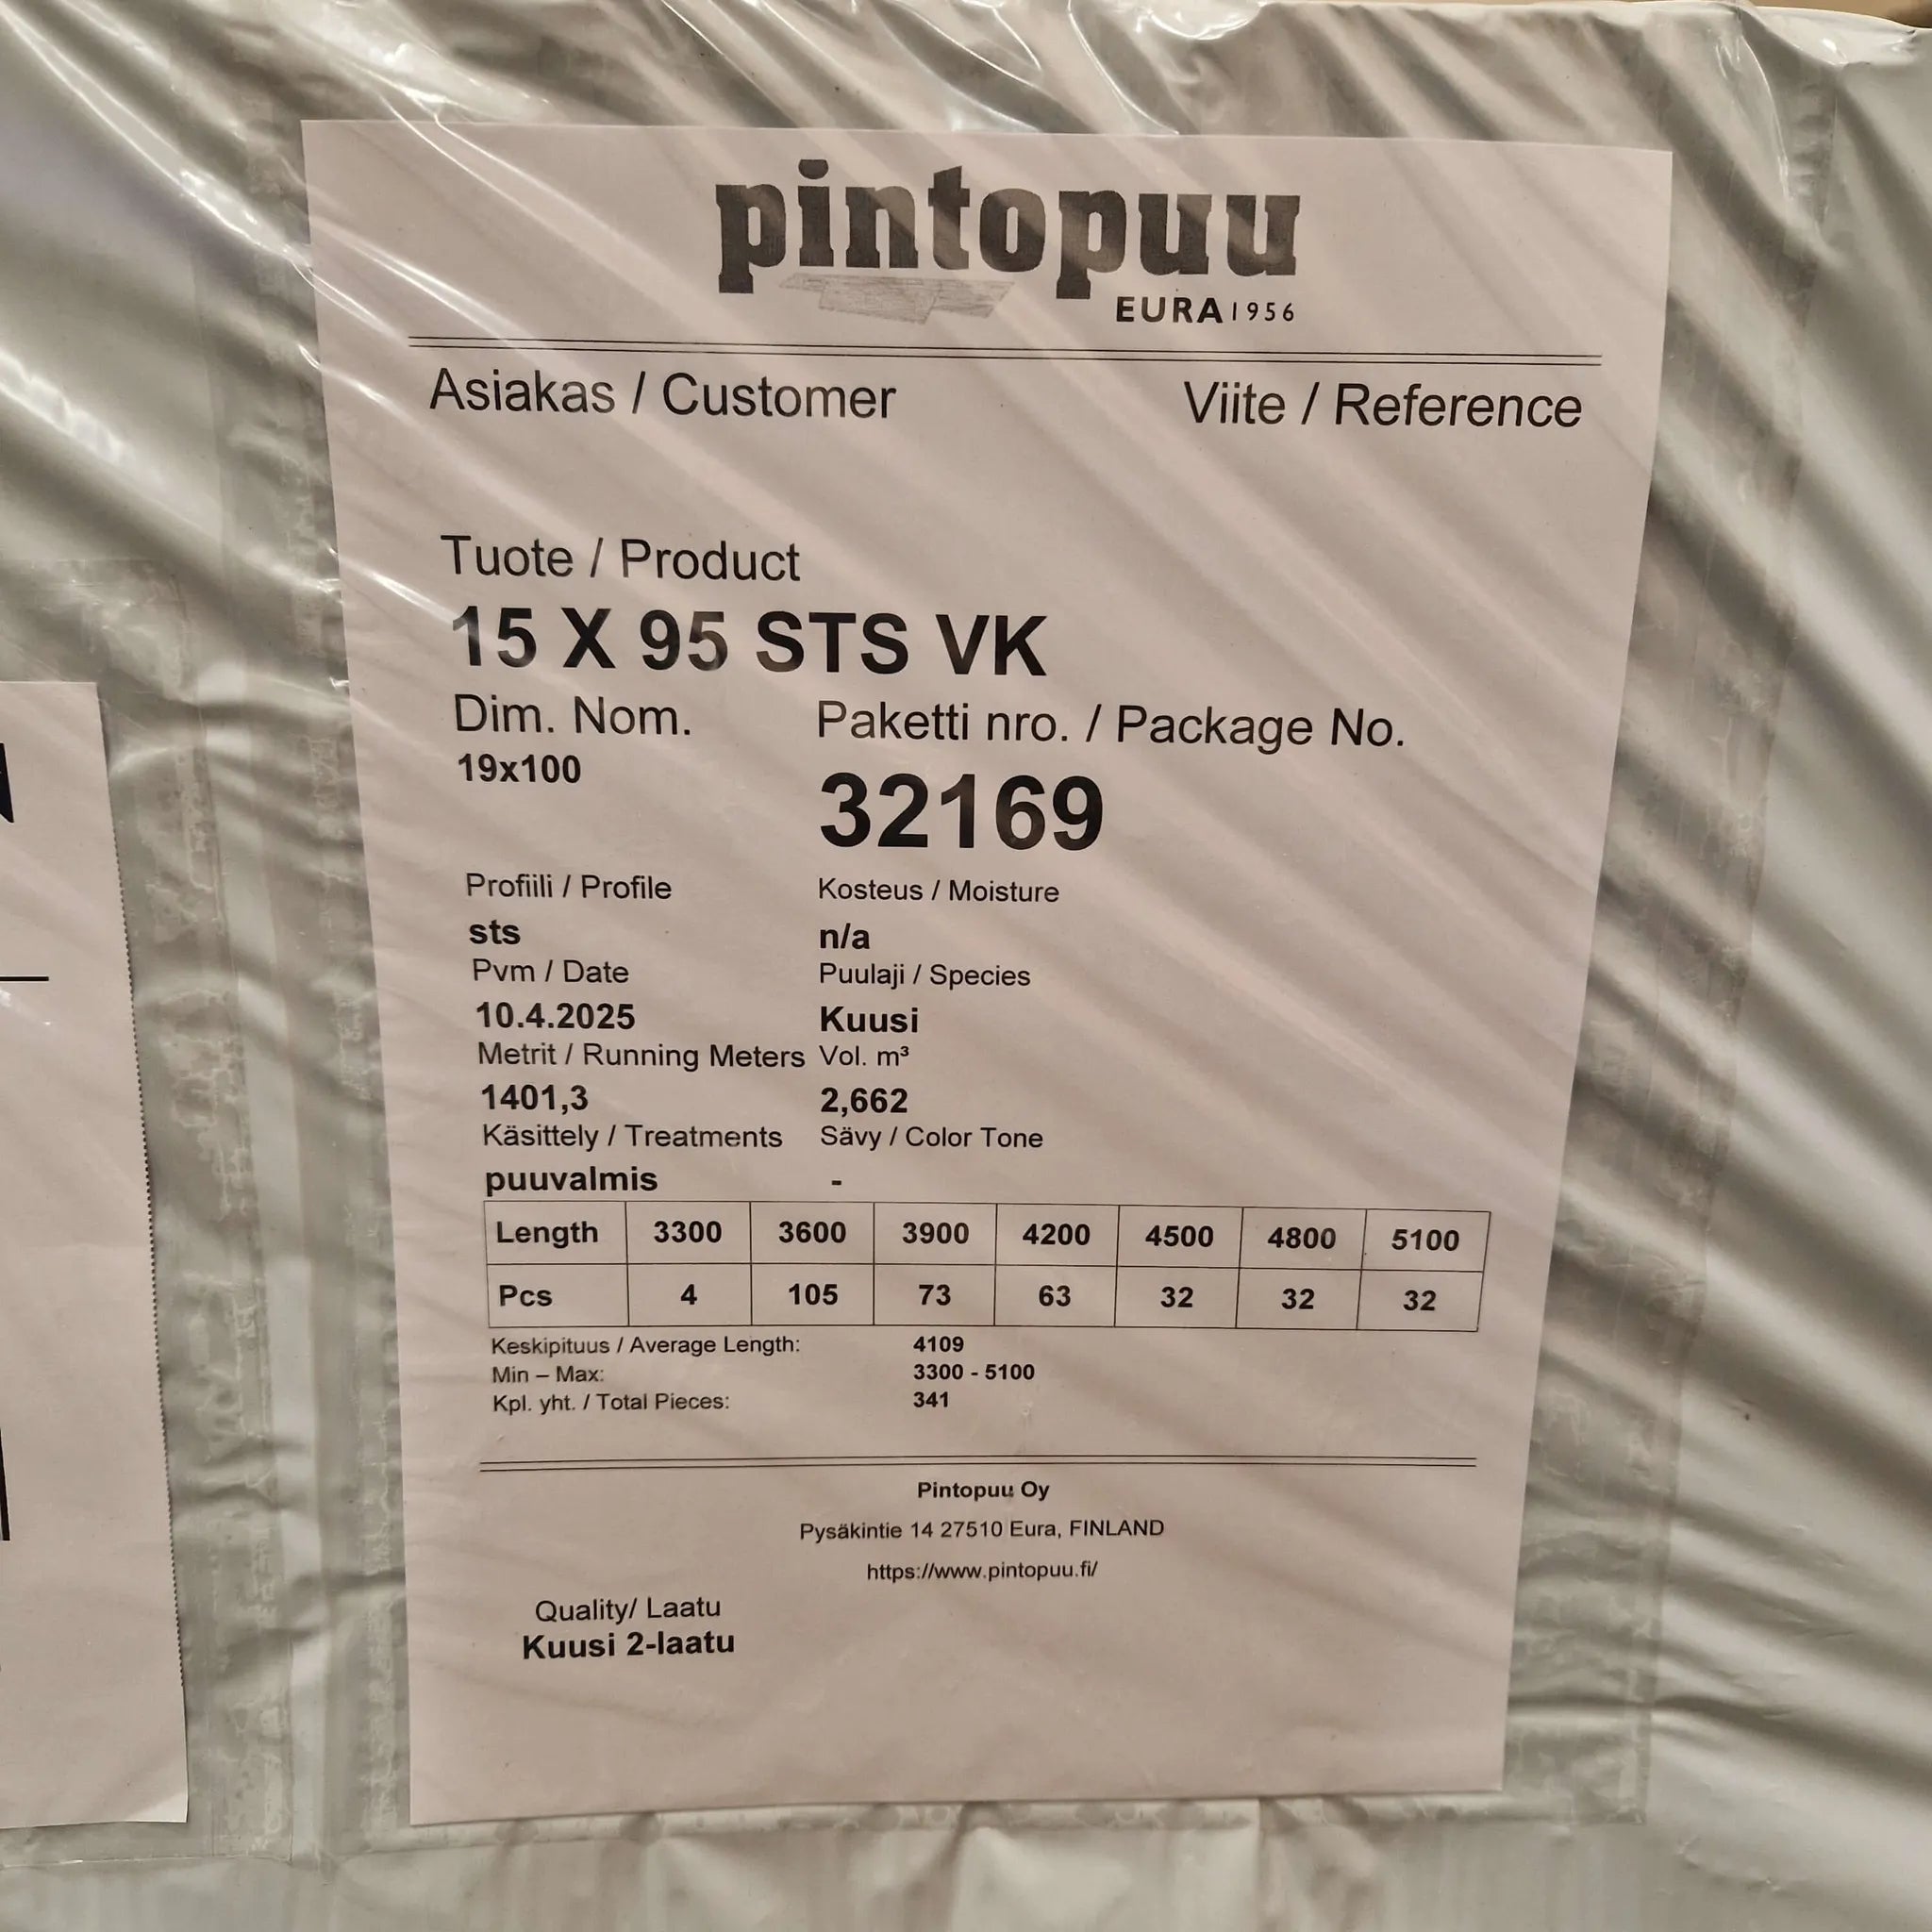 pintopuu
EURA 1956
Asiakas / Customer Viite / Reference
Tuote / Product
15 X 95 STS VK
Dim. Nom. Paketti nro. / Package No.
19x100
32169
Profiili / Profile Kosteus / Moisture
sts n/a
Pvm / Date Puulaji / Species
10.4.2025 Kuusi
Metrit / Running Meters Vol. m³
1401,3 2,662
Käsittely / Treatments Sävy / Color Tone
puuvalmis -
Length 3300 3600 3900 4200 4500 4800 5100
Pcs 4 105 73 63 32 32 32
Keskipituus / Average Length: 4109
Min – Max: 3300 - 5100
Kpl. yht. / Total Pieces: 341
Pintopuu Oy
Pysäkintie 14 27510 Eura, FINLAND
https://www.pintopuu.fi/
Quality/ Laatu
Kuusi 2-laatu